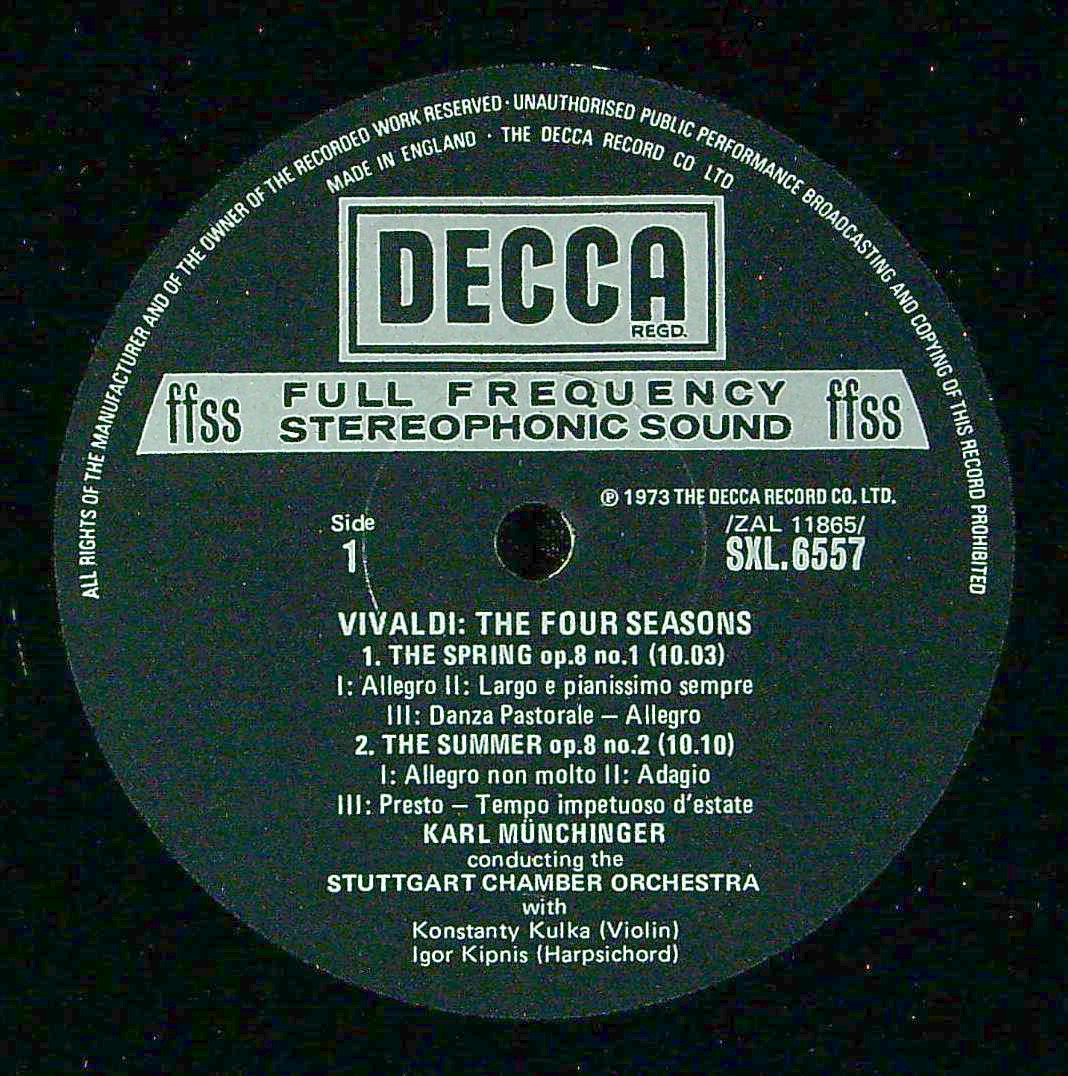 ALL RIGHTS OF THE MANUFACTURER AND OF THE OWNER OF THE RECORDED WORK RESERVED · UNAUTHORISED PUBLIC PERFORMANCE BROADCASTING AND COPYING OF THIS RECORD PROHIBITED
MADE IN ENGLAND · THE DECCA RECORD CO LTD
DECCA
REGD.
ffss FULL FREQUENCY STEREOPHONIC SOUND ffss
℗ 1973 THE DECCA RECORD CO. LTD.
Side
1
/ZAL 11865/
SXL.6557
VIVALDI: THE FOUR SEASONS
1. THE SPRING op.8 no.1 (10.03)
I: Allegro II: Largo e pianissimo sempre
III: Danza Pastorale — Allegro
2. THE SUMMER op.8 no.2 (10.10)
I: Allegro non molto II: Adagio
III: Presto — Tempo impetuoso d'estate
KARL MÜNCHINGER
conducting the
STUTTGART CHAMBER ORCHESTRA
with
Konstanty Kulka (Violin)
Igor Kipnis (Harpsichord)